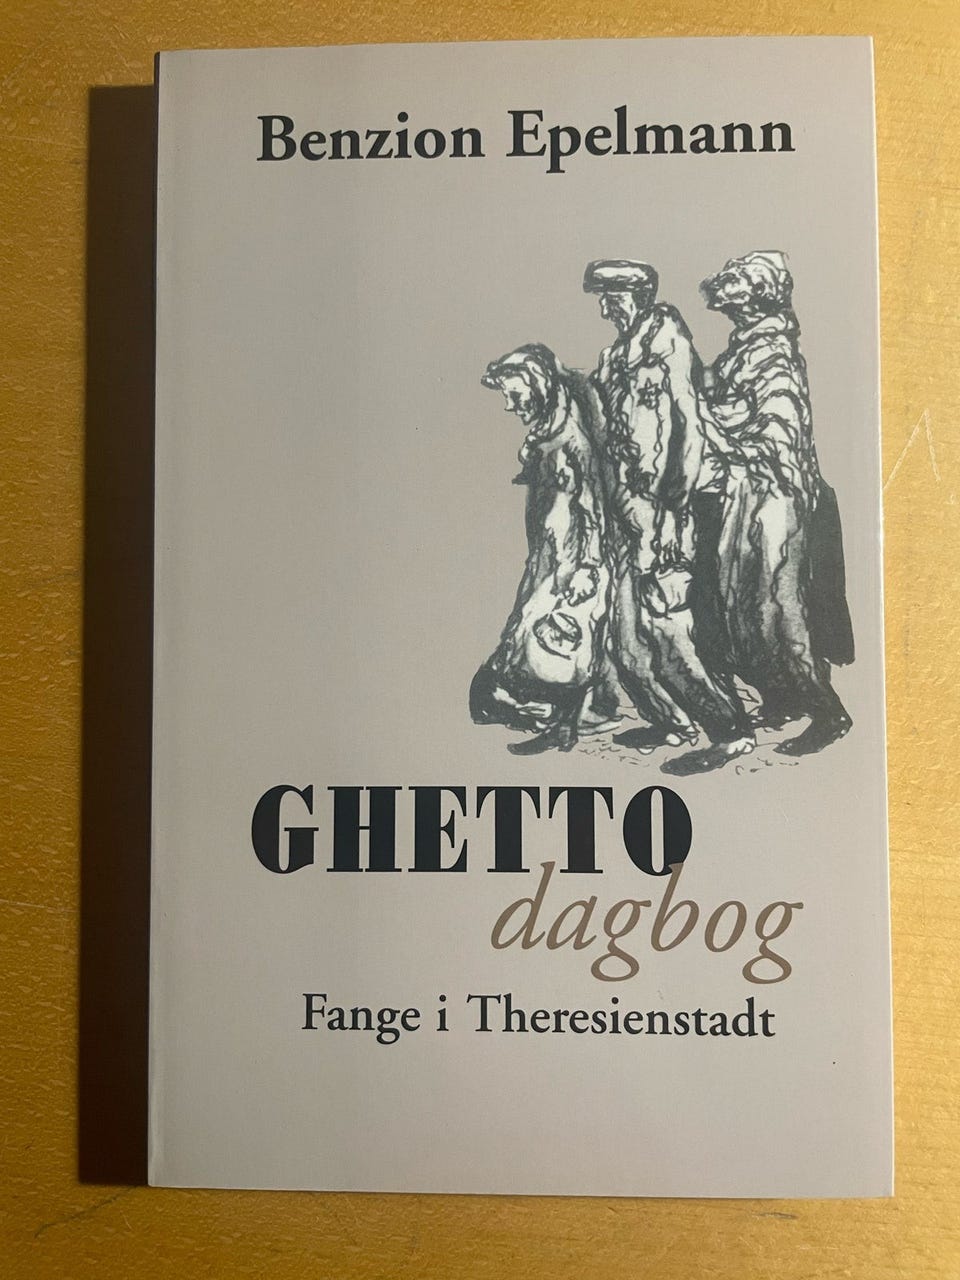 Benzion Epelmann
GHETTO
dagbog
Fange i Theresienstadt